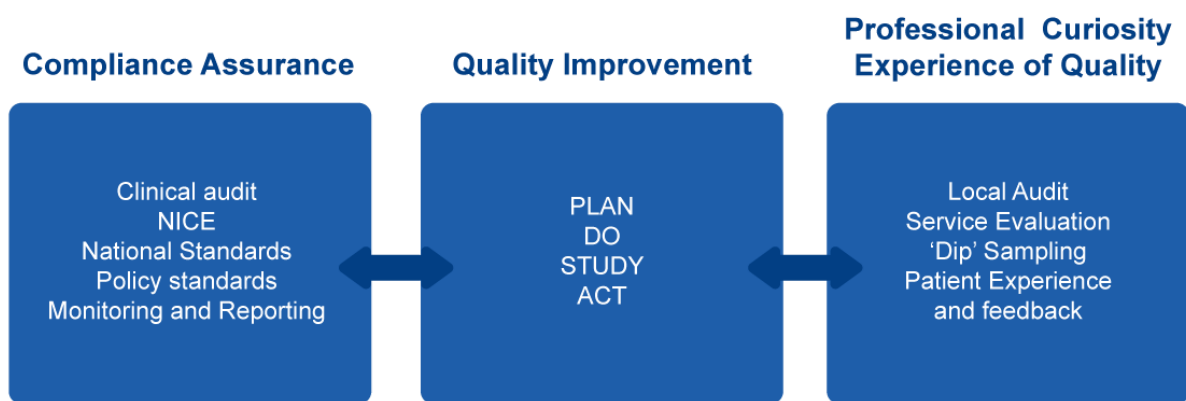 Compliance Assurance
Clinical audit
NICE
National Standards
Policy standards
Monitoring and Reporting
Quality Improvement
PLAN
DO
STUDY
ACT
Professional Curiosity
Experience of Quality
Local Audit
Service Evaluation
‘Dip’ Sampling
Patient Experience
and feedback